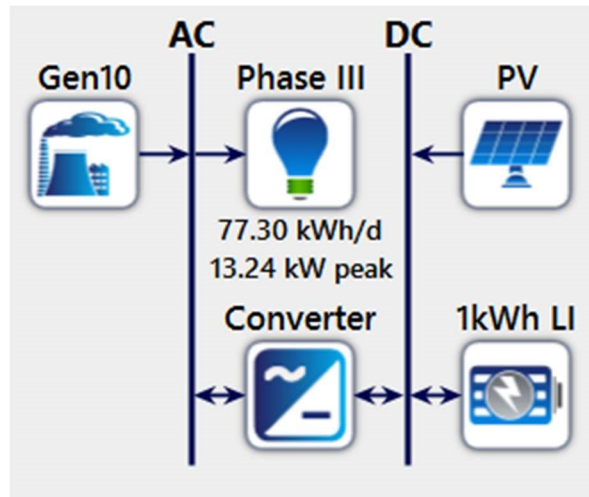 AC DC
Gen10 Phase III PV
77.30 kWh/d
13.24 kW peak
Converter 1kWh LI